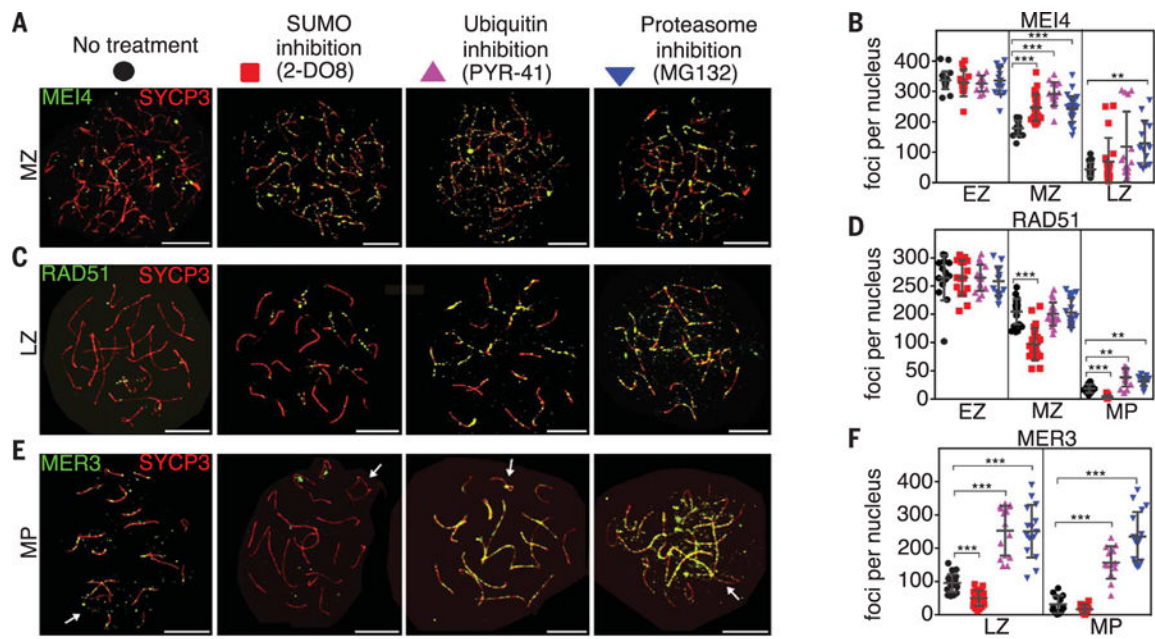 A
No treatment
SUMO
inhibition
(2-DO8)
Ubiquitin
inhibition
(PYR-41)
Proteasome
inhibition
(MG132)
MEI4 SYCP3
MZ
C
RAD51 SYCP3
LZ
E
MER3 SYCP3
MP
B
MEI4
foci per nucleus
400
300
200
100
0
***
***
***
**
EZ MZ LZ
D
RAD51
foci per nucleus
250
300
250
200
100
50
0
***
**
**
***
EZ MZ MP
F
MER3
foci per nucleus
400
300
200
100
0
***
***
***
***
***
LZ MP